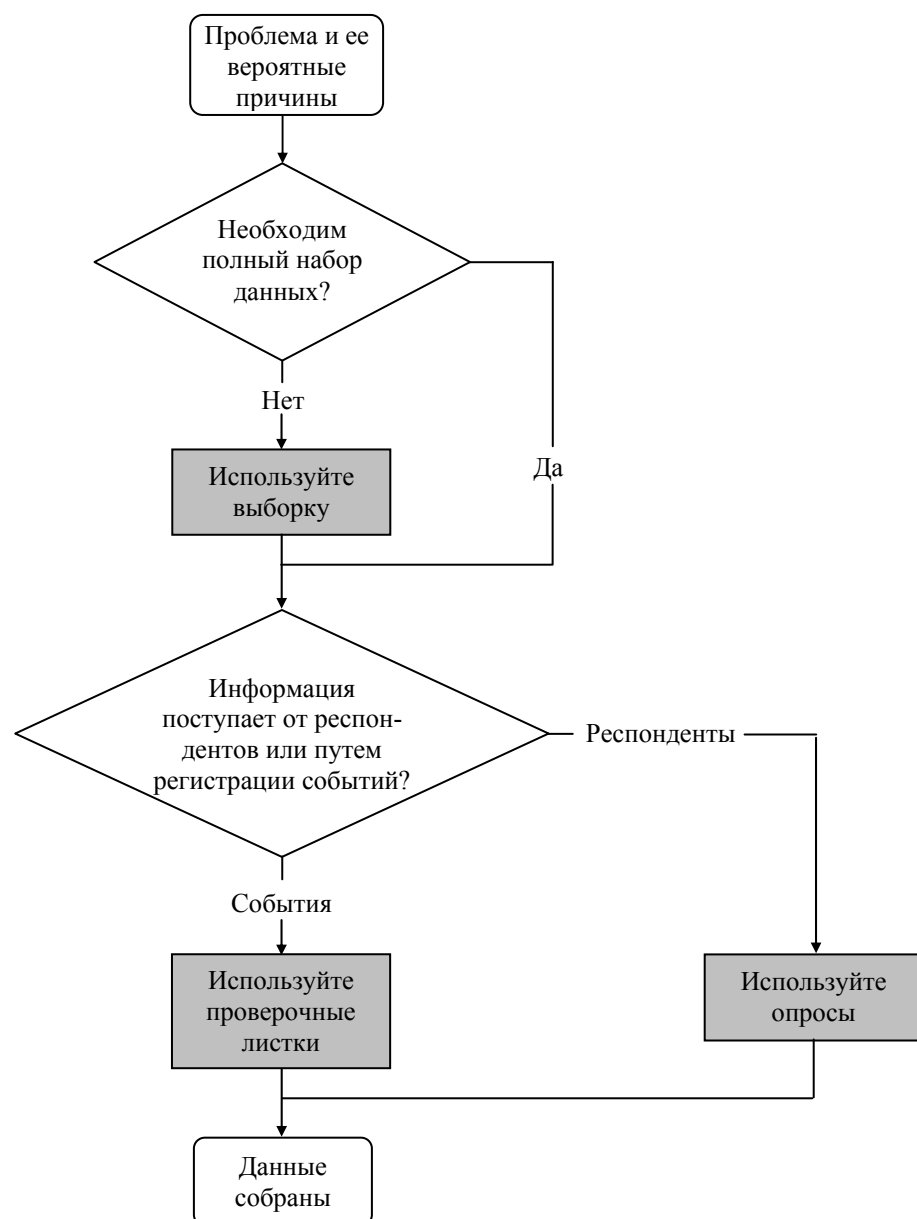 Проблема и ее
вероятные
причины
Необходим
полный набор
данных?
Нет
Да
Используйте
выборку
Информация
поступает от респон-
дентов или путем
регистрации событий?
Респонденты
События
Используйте
проверочные
листки
Используйте
опросы
Данные
собраны